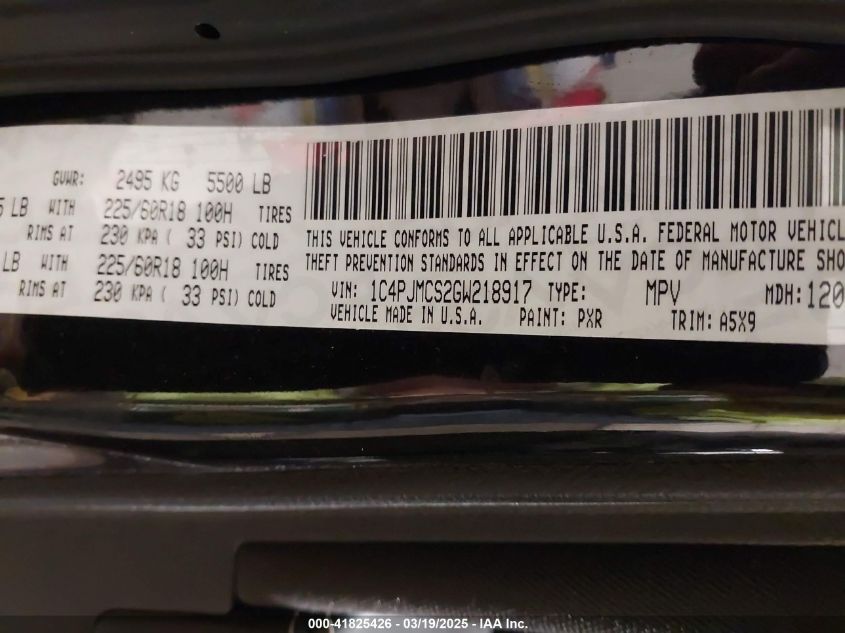 GVWR: 2495 KG 5500 LB
LB WITH 225/60R18 100H TIRES
RIMS AT 230 KPA ( 33 PSI) COLD
LB WITH 225/60R18 100H TIRES
RIMS AT 230 KPA ( 33 PSI) COLD
THIS VEHICLE CONFORMS TO ALL APPLICABLE U.S.A. FEDERAL MOTOR VEHICL
THEFT PREVENTION STANDARDS IN EFFECT ON THE DATE OF MANUFACTURE SHO
VIN: 1C4PJMCS2GW218917 TYPE: MPV MDH: 120
VEHICLE MADE IN U.S.A. PAINT: PXR TRIM: A5X9
000-41825426 - 03/19/2025 - IAA Inc.